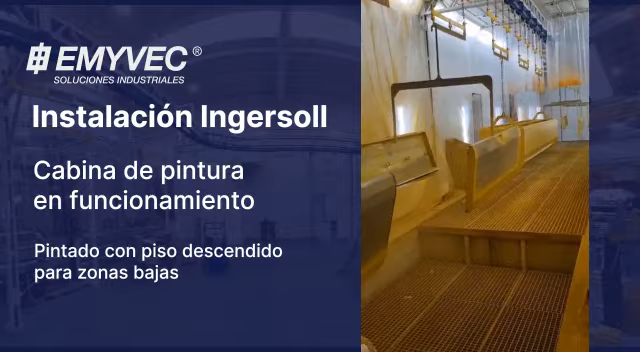 EMYVEC®
SOLUCIONES INDUSTRIALES
Instalación Ingersoll
Cabina de pintura
en funcionamiento
Pintado con piso descendido
para zonas bajas